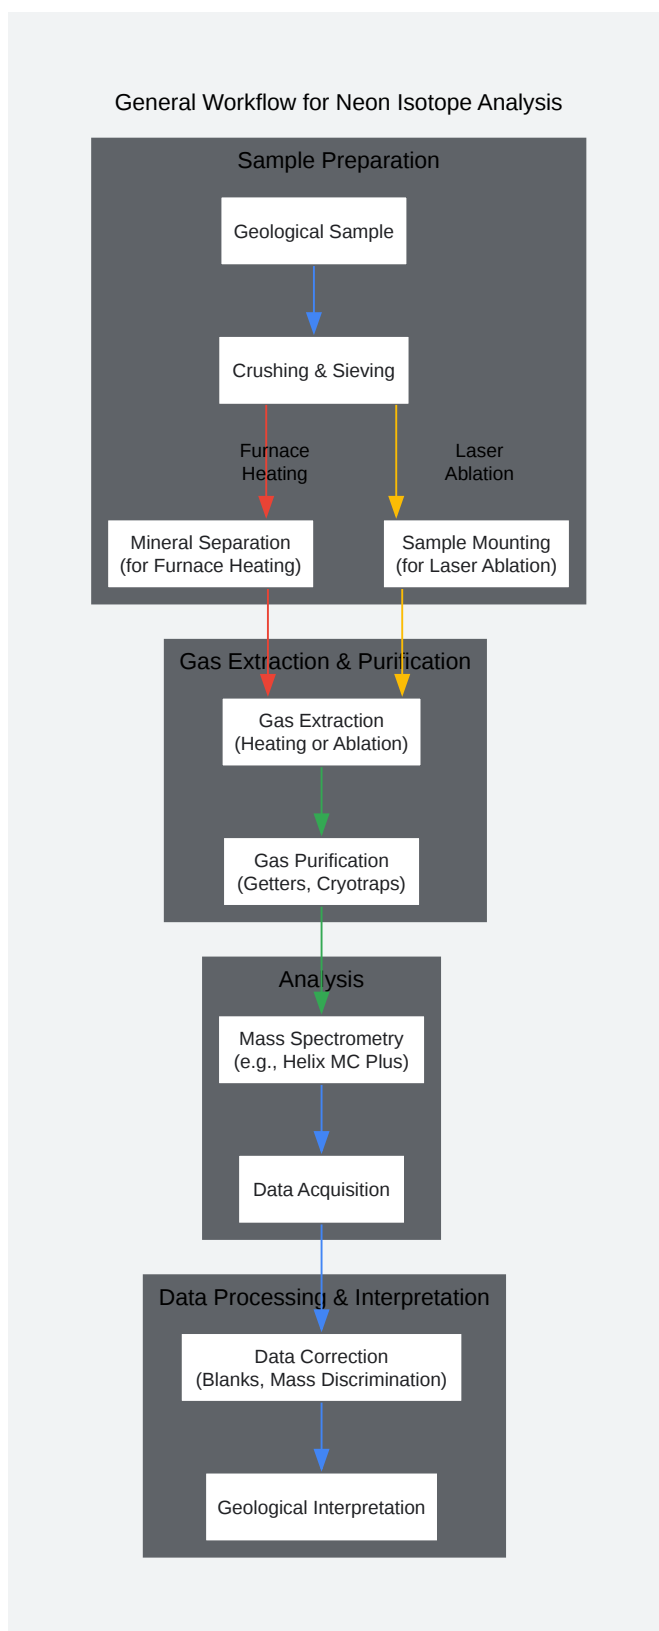 General Workflow for Neon Isotope Analysis
Sample Preparation
Geological Sample
Crushing & Sieving
Furnace
Heating
Laser
Ablation
Mineral Separation
(for Furnace Heating)
Sample Mounting
(for Laser Ablation)
Gas Extraction & Purification
Gas Extraction
(Heating or Ablation)
Gas Purification
(Getters, Cryotraps)
Analysis
Mass Spectrometry
(e.g., Helix MC Plus)
Data Acquisition
Data Processing & Interpretation
Data Correction
(Blanks, Mass Discrimination)
Geological Interpretation